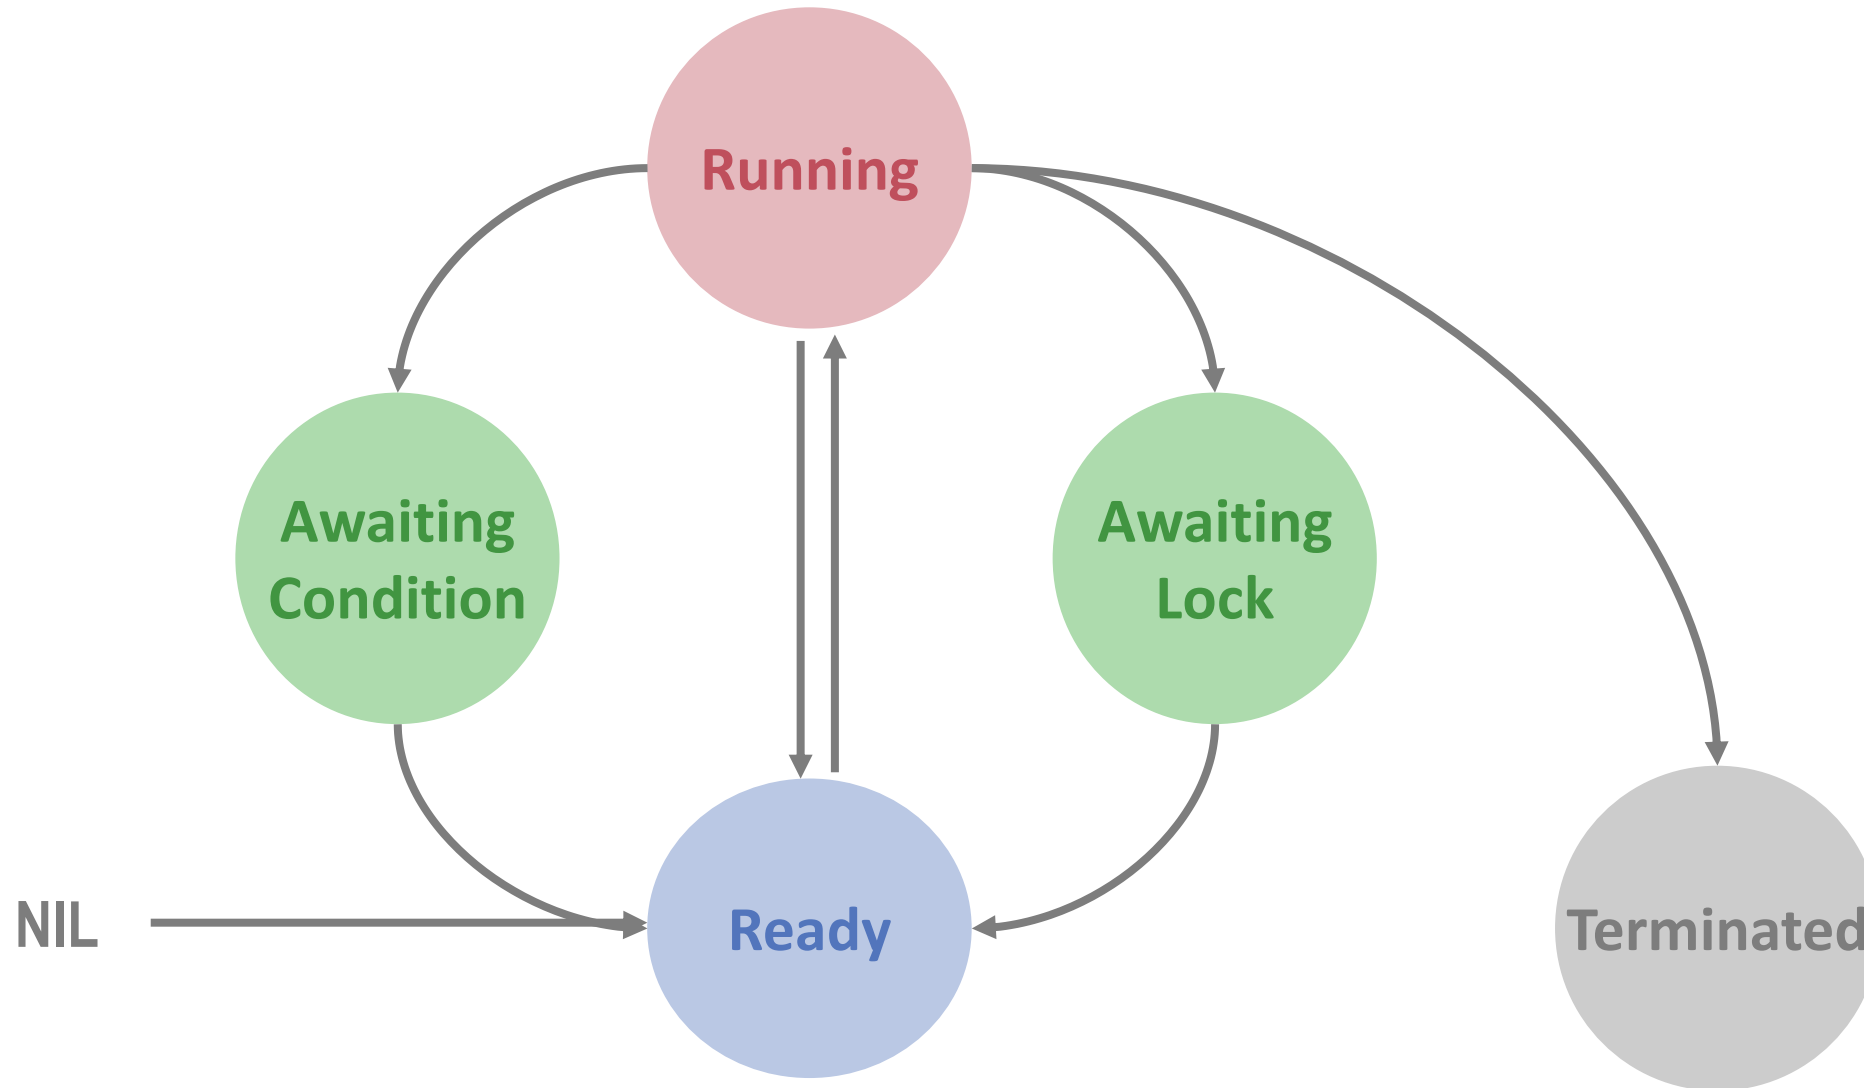 Running
Awaiting
Condition
Awaiting
Lock
NIL
Ready
Terminated